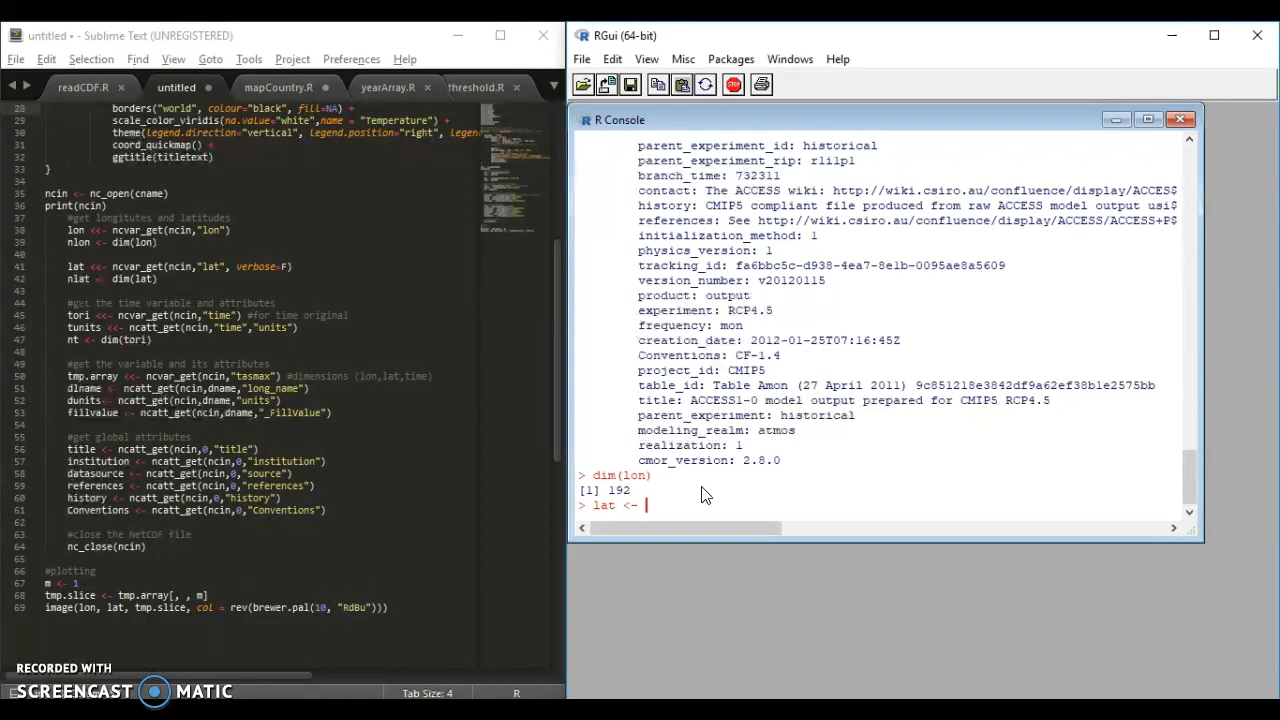 untitled • - Sublime Text (UNREGISTERED)
File Edit Selection Find View Goto Tools Project Preferences Help
readCDF.R untitled mapCountry.R yearArray.R threshold.R
28 borders("world", colour="black", fill=NA) +
29 scale_color_viridis(na.value="white",name = "Temperature") +
30 theme(legend.direction="vertical", legend.position="right", legen
31 coord_quickmap() +
32 ggtitle(titletext)
33 }
34
35 ncin <- nc_open(cname)
36 print(ncin)
37 #get longitutes and latitudes
38 lon <<- ncvar_get(ncin,"lon")
39 nlon <- dim(lon)
40
41 lat <<- ncvar_get(ncin,"lat", verbose=F)
42 nlat <- dim(lat)
43
44 #get the time variable and attributes
45 tori <<- ncvar_get(ncin,"time") #for time original
46 tunits <<- ncatt_get(ncin,"time","units")
47 nt <- dim(tori)
48
49 #get the variable and its attributes
50 tmp.array <<- ncvar_get(ncin,"tasmax") #dimensions (lon,lat,time)
51 dlname <- ncatt_get(ncin,dname,"long_name")
52 dunits <- ncatt_get(ncin,dname,"units")
53 fillvalue <- ncatt_get(ncin,dname,"_FillValue")
54
55 #get global attributes
56 title <- ncatt_get(ncin,0,"title")
57 institution <- ncatt_get(ncin,0,"institution")
58 datasource <- ncatt_get(ncin,0,"source")
59 references <- ncatt_get(ncin,0,"references")
60 history <- ncatt_get(ncin,0,"history")
61 Conventions <- ncatt_get(ncin,0,"Conventions")
62
63 #close the NetCDF file
64 nc_close(ncin)
65
66 #plotting
67 m <- 1
68 tmp.slice <- tmp.array[, , m]
69 image(lon, lat, tmp.slice, col = rev(brewer.pal(10, "RdBu")))
RECORDED WITH
SCREENCAST MATIC
Tab Size: 4 R
RGui (64-bit)
File Edit View Misc Packages Windows Help
STOP
R Console
parent_experiment_id: historical
parent_experiment_rip: r1i1p1
branch_time: 732311
contact: The ACCESS wiki: http://wiki.csiro.au/confluence/display/ACCES$
history: CMIP5 compliant file produced from raw ACCESS model output usi$
references: See http://wiki.csiro.au/confluence/display/ACCESS/ACCESS+P$
initialization_method: 1
physics_version: 1
tracking_id: fa6bbc5c-d938-4ea7-8e1b-0095ae8a5609
version_number: v20120115
product: output
experiment: RCP4.5
frequency: mon
creation_date: 2012-01-25T07:16:45Z
Conventions: CF-1.4
project_id: CMIP5
table_id: Table Amon (27 April 2011) 9c851218e3842df9a62ef38b1e2575bb
title: ACCESS1-0 model output prepared for CMIP5 RCP4.5
parent_experiment: historical
modeling_realm: atmos
realization: 1
cmor_version: 2.8.0
> dim(lon)
[1] 192
> lat <-